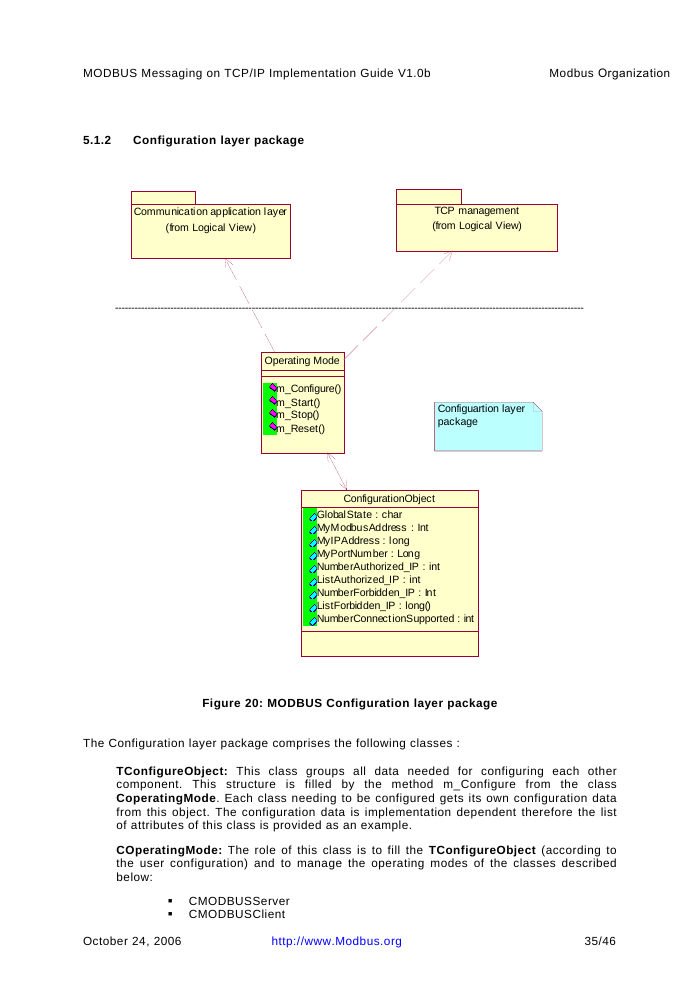 MODBUS Messaging on TCP/IP Implementation Guide V1.0b Modbus Organization
5.1.2 Configuration layer package
Communication application layer
(from Logical View)
TCP management
(from Logical View)
Operating Mode
m_Configure()
m_Start()
m_Stop()
m_Reset()
Configuartion layer
package
ConfigurationObject
GlobalState : char
MyModbusAddress : Int
MyIPAddress : long
MyPortNumber : Long
NumberAuthorized_IP : int
ListAuthorized_IP : int
NumberForbidden_IP : Int
ListForbidden_IP : long()
NumberConnectionSupported : int
Figure 20: MODBUS Configuration layer package
The Configuration layer package comprises the following classes :
TConfigureObject: This class groups all data needed for configuring each other
component. This structure is filled by the method m_Configure from the class
CoperatingMode. Each class needing to be configured gets its own configuration data
from this object. The configuration data is implementation dependent therefore the list
of attributes of this class is provided as an example.
COperatingMode: The role of this class is to fill the TConfigureObject (according to
the user configuration) and to manage the operating modes of the classes described
below:
▪ CMODBUSServer
▪ CMODBUSClient
October 24, 2006 http://www.Modbus.org 35/46